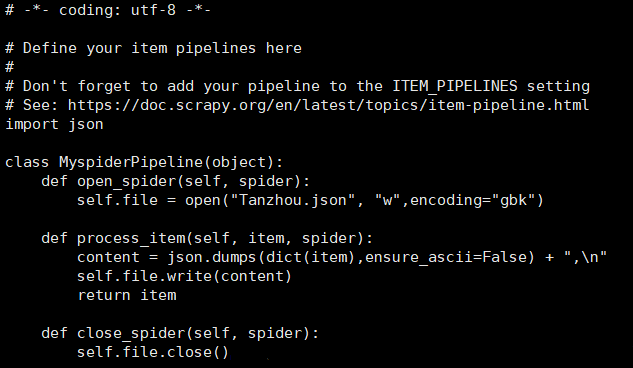 # -*- coding: utf-8 -*-
# Define your item pipelines here
#
# Don't forget to add your pipeline to the ITEM_PIPELINES setting
# See: https://doc.scrapy.org/en/latest/topics/item-pipeline.html
import json
class MyspiderPipeline(object):
    def open_spider(self, spider):
        self.file = open("Tanzhou.json", "w",encoding="gbk")
    def process_item(self, item, spider):
        content = json.dumps(dict(item),ensure_ascii=False) + ",\n"
        self.file.write(content)
        return item
    def close_spider(self, spider):
        self.file.close()